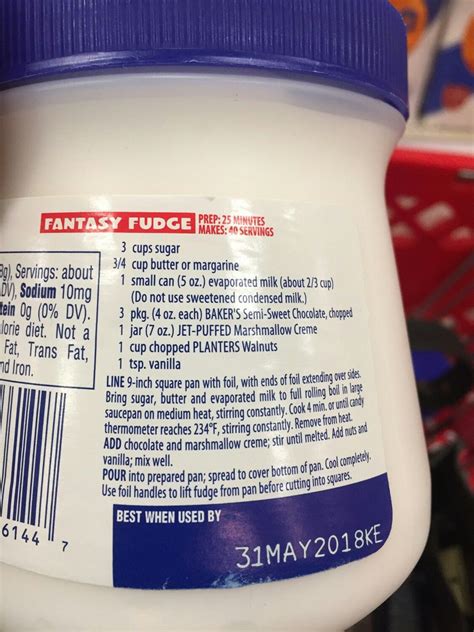 FANTASY FUDGE PREP: 25 MINUTES
MAKES: 40 SERVINGS
3 cups sugar
3/4 cup butter or margarine
1 small can (5 oz.) evaporated milk (about 2/3 cup)
(Do not use sweetened condensed milk.)
3 pkg. (4 oz. each) BAKER'S Semi-Sweet Chocolate, chopped
1 jar (7 oz.) JET-PUFFED Marshmallow Creme
1 cup chopped PLANTERS Walnuts
1 tsp. vanilla
LINE 9-inch square pan with foil, with ends of foil extending over sides.
Bring sugar, butter and evaporated milk to full rolling boil in large
saucepan on medium heat, stirring constantly. Cook 4 min. or until candy
thermometer reaches 234°F, stirring constantly. Remove from heat.
ADD chocolate and marshmallow creme; stir until melted. Add nuts and
vanilla; mix well.
POUR into prepared pan; spread to cover bottom of pan. Cool completely.
Use foil handles to lift fudge from pan before cutting into squares.
BEST WHEN USED BY
31MAY2018KE
8g), Servings: about
DV), Sodium 10mg
tein 0g (0% DV).
lorie diet. Not a
Fat, Trans Fat,
nd Iron.
6144 7